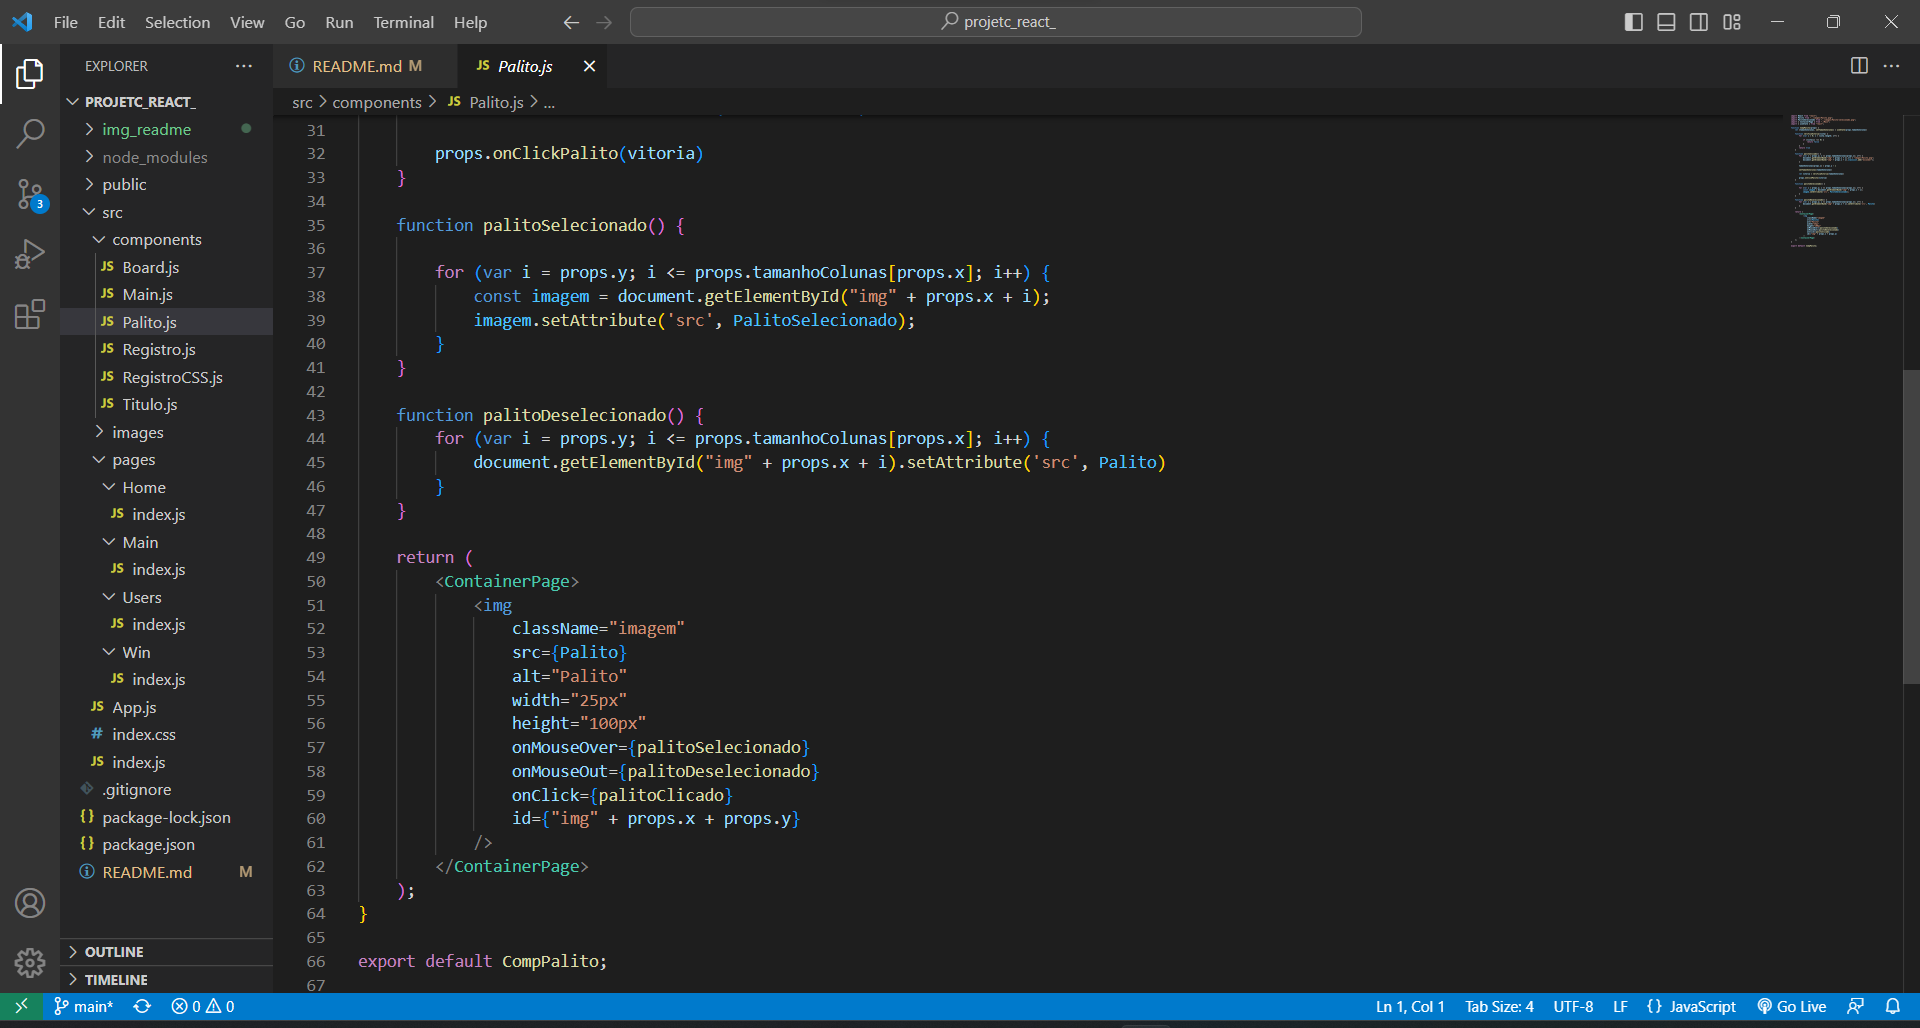 File Edit Selection View Go Run Terminal Help
projetc_react_
EXPLORER
PROJETC_REACT_
img_readme
node_modules
public
src
components
JS Board.js
JS Main.js
JS Palito.js
JS Registro.js
JS RegistroCSS.js
JS Titulo.js
images
pages
Home
JS index.js
Main
JS index.js
Users
JS index.js
Win
JS index.js
JS App.js
# index.css
JS index.js
.gitignore
{} package-lock.json
{} package.json
README.md M
OUTLINE
TIMELINE
README.md M
JS Palito.js
src > components > JS Palito.js > ...
31
32 props.onClickPalito(vitoria)
33 }
34
35 function palitoSelecionado() {
36
37 for (var i = props.y; i <= props.tamanhoColunas[props.x]; i++) {
38 const imagem = document.getElementById("img" + props.x + i);
39 imagem.setAttribute('src', PalitoSelecionado);
40 }
41 }
42
43 function palitoDeselecionado() {
44 for (var i = props.y; i <= props.tamanhoColunas[props.x]; i++) {
45 document.getElementById("img" + props.x + i).setAttribute('src', Palito)
46 }
47 }
48
49 return (
50 <ContainerPage>
51 <img
52 className="imagem"
53 src={Palito}
54 alt="Palito"
55 width="25px"
56 height="100px"
57 onMouseOver={palitoSelecionado}
58 onMouseOut={palitoDeselecionado}
59 onClick={palitoClicado}
60 id={"img" + props.x + props.y}
61 />
62 </ContainerPage>
63 );
64 }
65
66 export default CompPalito;
67
3
main* 0 0
Ln 1, Col 1 Tab Size: 4 UTF-8 LF {} JavaScript Go Live